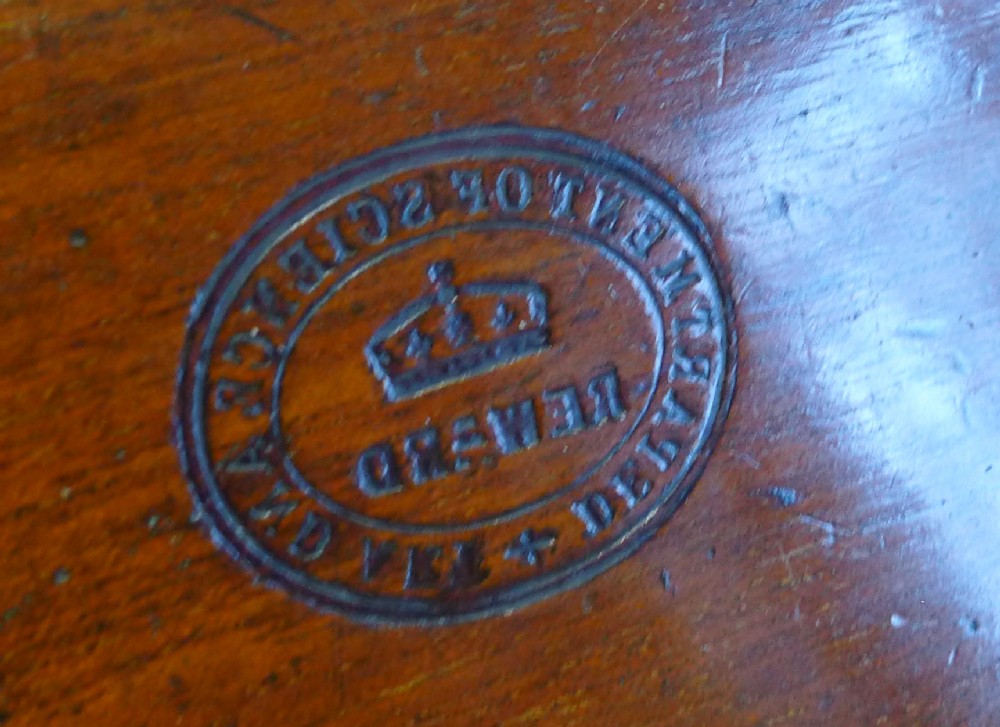 DEPARTMENT OF SCIENCE AND ART
REWARD